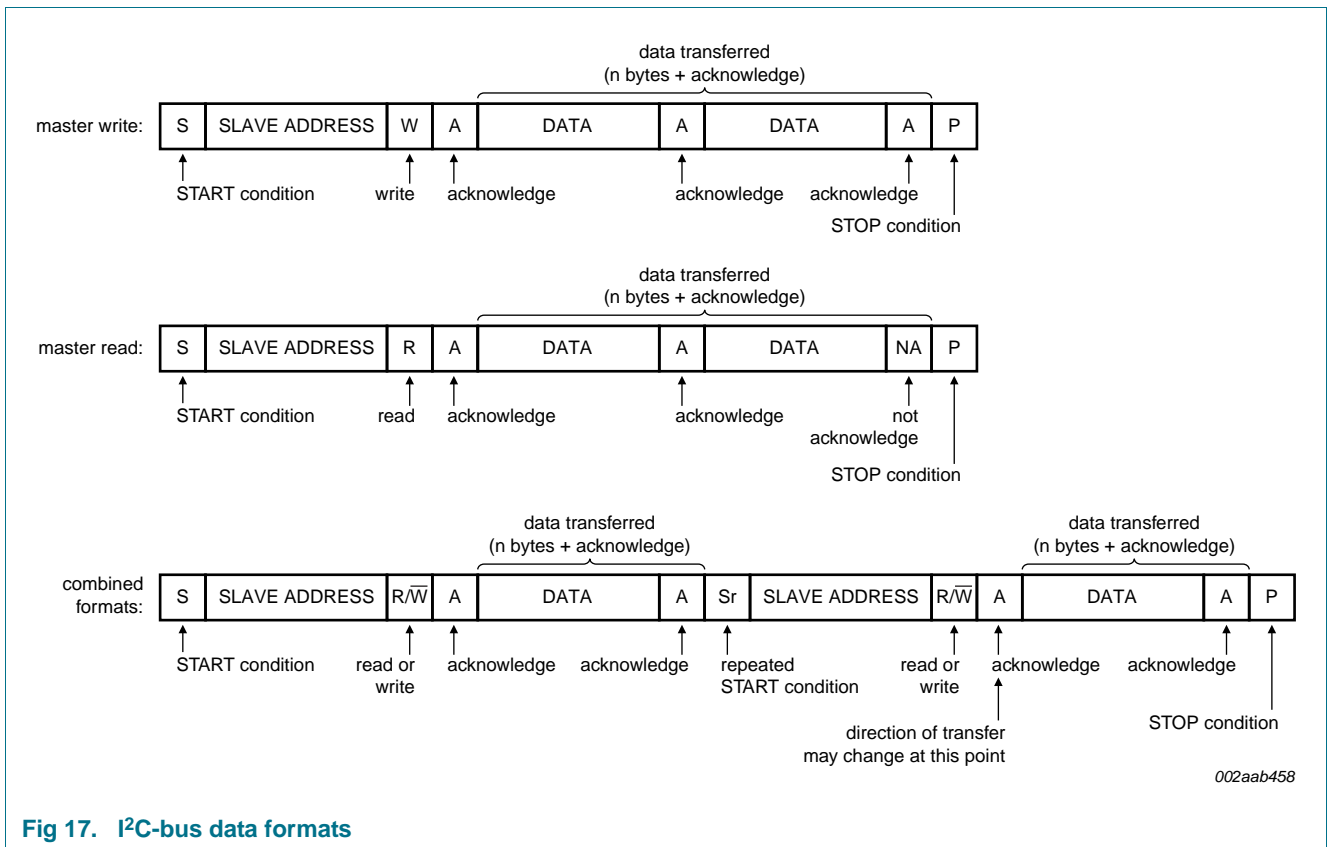 data transferred
(n bytes + acknowledge)
master write: S SLAVE ADDRESS W A DATA A DATA A P
START condition write acknowledge acknowledge acknowledge
STOP condition
data transferred
(n bytes + acknowledge)
master read: S SLAVE ADDRESS R A DATA A DATA NA P
START condition read acknowledge acknowledge not
acknowledge
STOP condition
data transferred data transferred
(n bytes + acknowledge) (n bytes + acknowledge)
combined
formats: S SLAVE ADDRESS R/W̅ A DATA A Sr SLAVE ADDRESS R/W̅ A DATA A P
START condition read or acknowledge acknowledge repeated read or acknowledge acknowledge
write START condition write
STOP condition
direction of transfer
may change at this point
002aab458
Fig 17. I²C-bus data formats